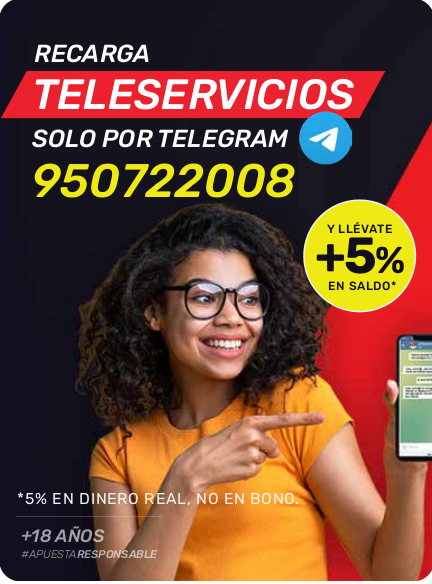 RECARGA
TELESERVICIOS
SOLO POR TELEGRAM
950722008
Y LLÉVATE
+5%
EN SALDO*
*5% EN DINERO REAL, NO EN BONO.
+18 AÑOS
#APUESTARESPONSABLE